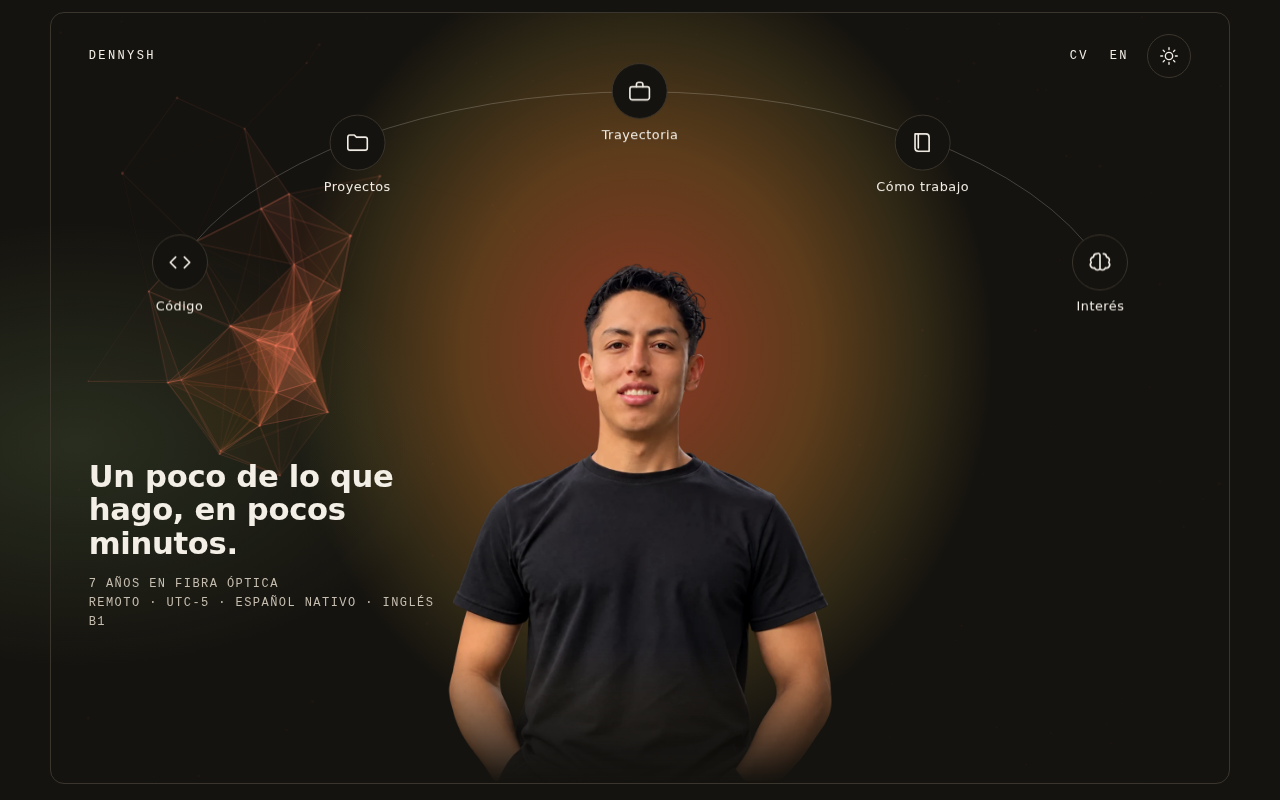 DENNYSH
CV EN
Trayectoria
Proyectos
Cómo trabajo
Código
Interés
Un poco de lo que
hago, en pocos
minutos.
7 AÑOS EN FIBRA ÓPTICA
REMOTO · UTC-5 · ESPAÑOL NATIVO · INGLÉS
B1